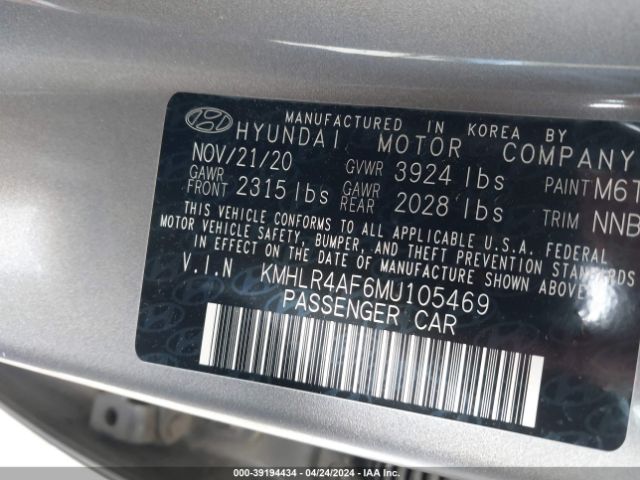 MANUFACTURED IN KOREA BY
HYUNDAI MOTOR COMPANY
NOV/21/20 GVWR 3924 lbs PAINT M6T
GAWR FRONT 2315 lbs GAWR REAR 2028 lbs TRIM NNB
THIS VEHICLE CONFORMS TO ALL APPLICABLE U.S.A. FEDERAL
MOTOR VEHICLE SAFETY, BUMPER, AND THEFT PREVENTION STANDARDS
IN EFFECT ON THE DATE OF MANUFACTURE SHOWN ABOVE.
V.I.N KMHLR4AF6MU105469
PASSENGER CAR
000-39194434 - 04/24/2024 - IAA Inc.